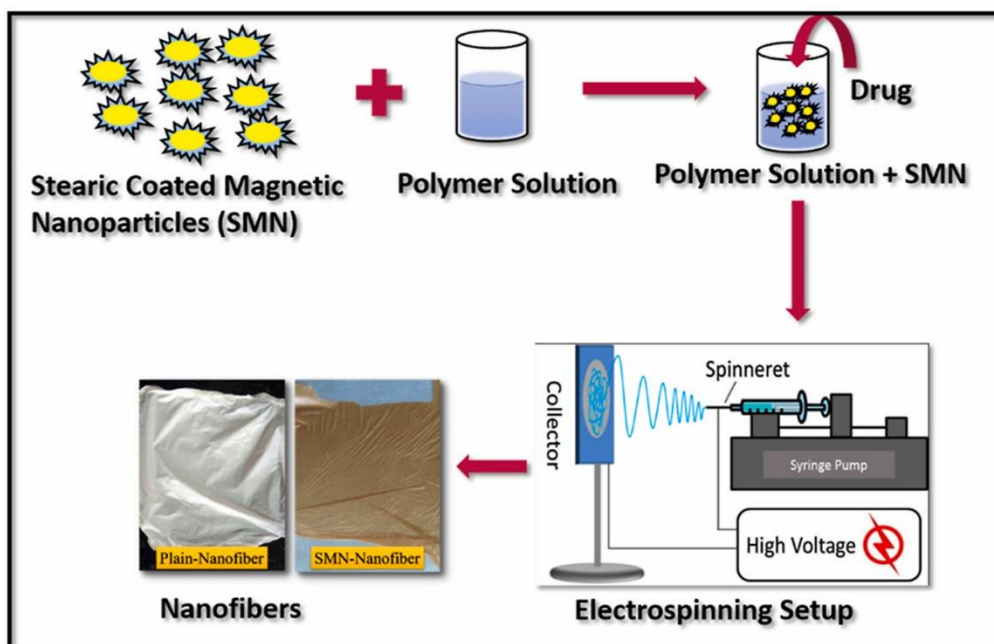 Stearic Coated Magnetic
Nanoparticles (SMN)
Polymer Solution
Drug
Polymer Solution + SMN
Collector
Spinneret
Syringe Pump
High Voltage
Electrospinning Setup
Plain-Nanofiber
SMN-Nanofiber
Nanofibers